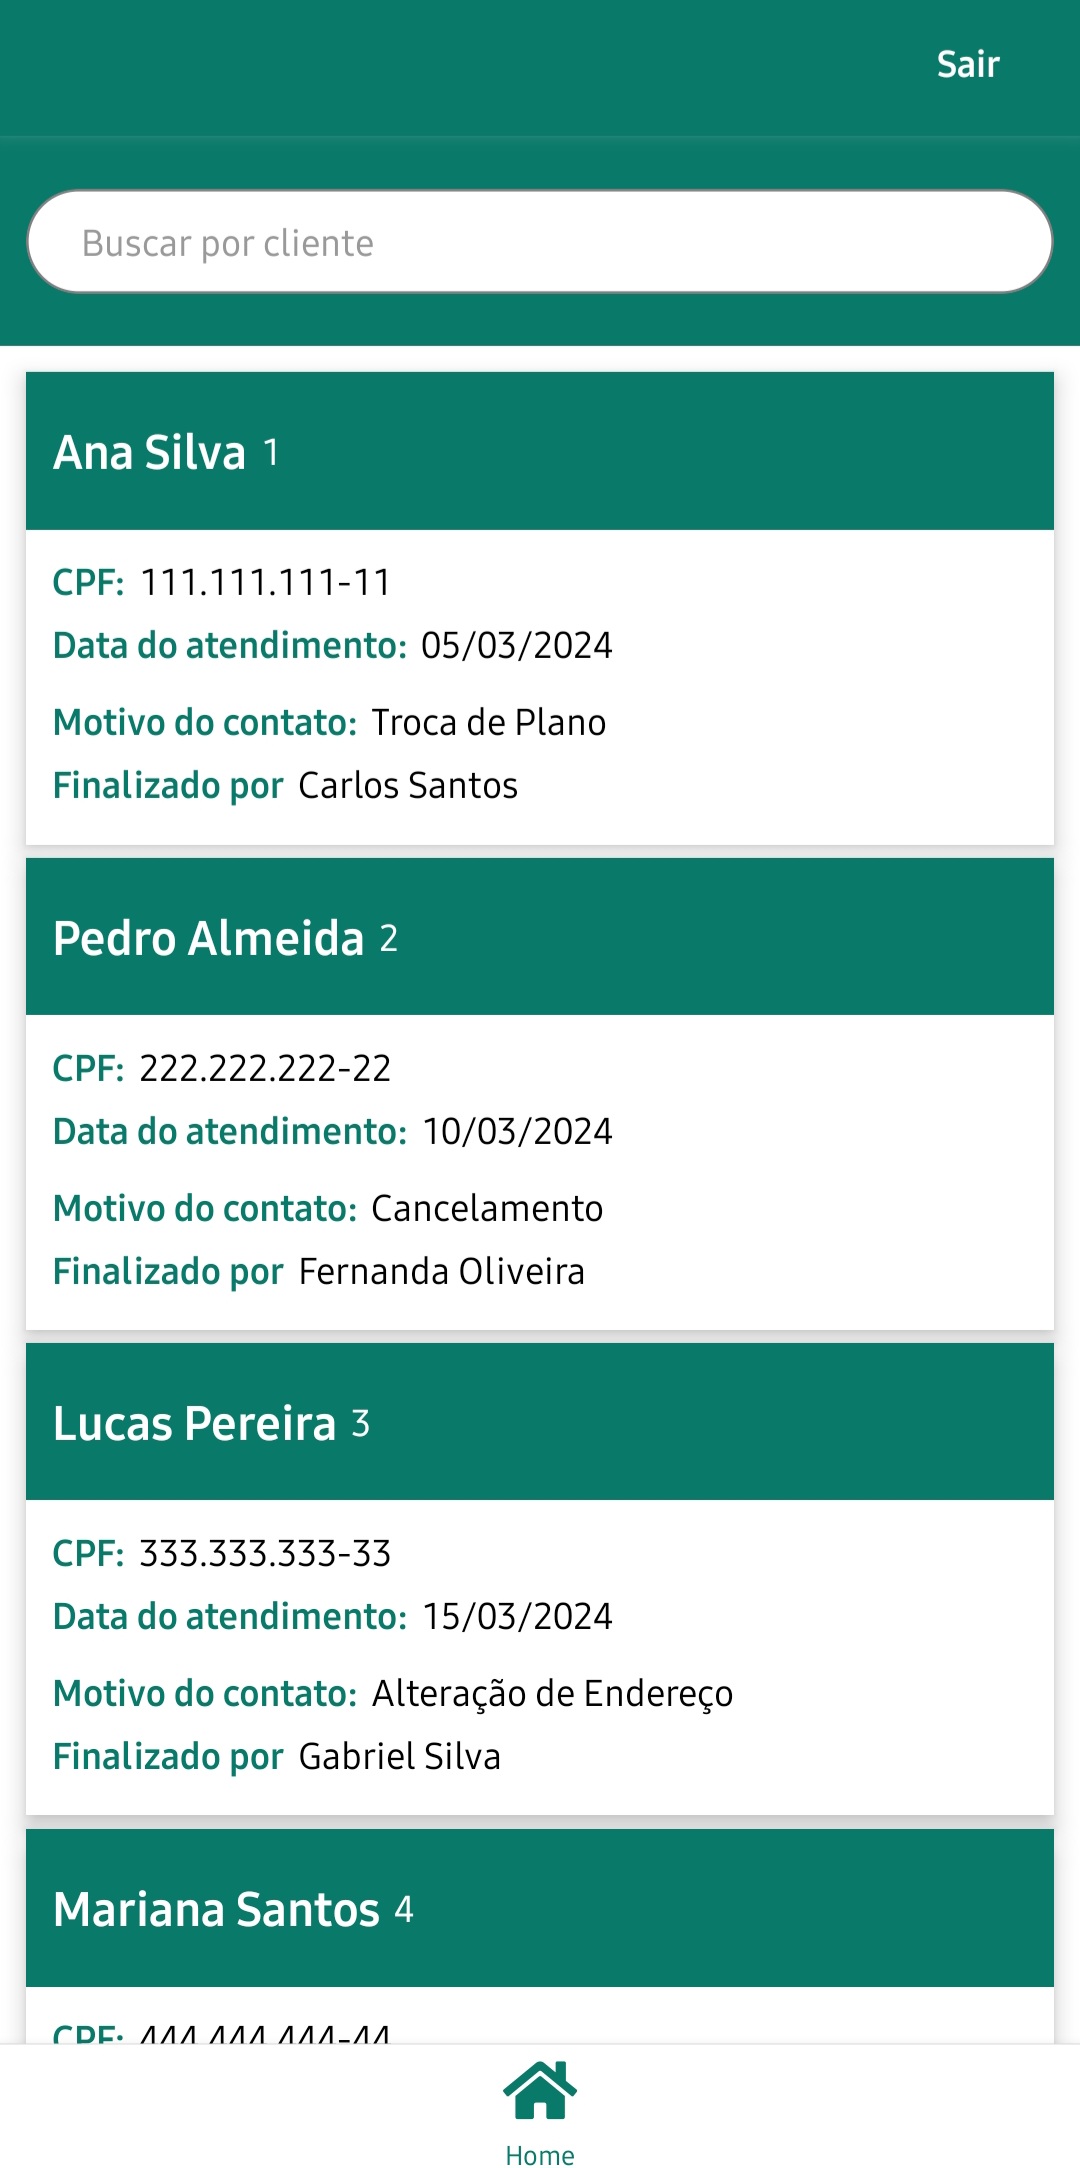 Sair
Buscar por cliente
Ana Silva 1
CPF: 111.111.111-11
Data do atendimento: 05/03/2024
Motivo do contato: Troca de Plano
Finalizado por Carlos Santos
Pedro Almeida 2
CPF: 222.222.222-22
Data do atendimento: 10/03/2024
Motivo do contato: Cancelamento
Finalizado por Fernanda Oliveira
Lucas Pereira 3
CPF: 333.333.333-33
Data do atendimento: 15/03/2024
Motivo do contato: Alteração de Endereço
Finalizado por Gabriel Silva
Mariana Santos 4
CPF: 444.444.444-44
Home